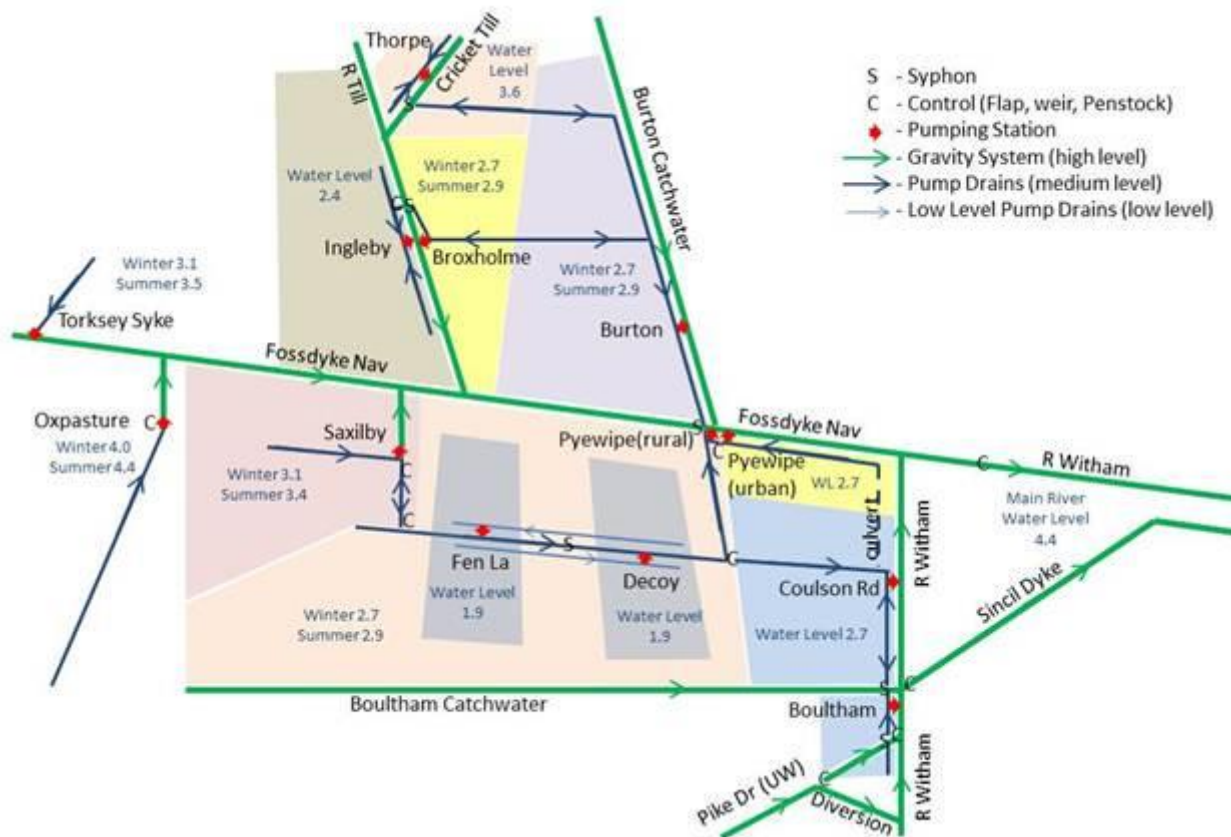 Thorpe
Cricket Till
R Till
Water
Level
3.6
Burton Catchwater
S - Syphon
C - Control (Flap, weir, Penstock)
- Pumping Station
- Gravity System (high level)
- Pump Drains (medium level)
- Low Level Pump Drains (low level)
S
Water Level
2.4
Winter 2.7
Summer 2.9
C
S
Ingleby
Broxholme
Winter 3.1
Summer 3.5
Winter 2.7
Summer 2.9
Torksey Syke
Burton
Fossdyke Nav
Oxpasture
C
Winter 4.0
Summer 4.4
Saxilby
C
Winter 3.1
Summer 3.4
C
C
S
Pyewipe(rural)
C
Fossdyke Nav
Pyewipe
(urban)
WL 2.7
C
R Witham
Main River
Water Level
4.4
culvert
R Witham
S
Fen La
Water Level
1.9
Decoy
Water Level
1.9
C
Coulson Rd
Sincil Dyke
Winter 2.7
Summer 2.9
Water Level 2.7
Boultham Catchwater
S
C
Boultham
C
S
C
Pike Dr (UW)
Diversion
R Witham